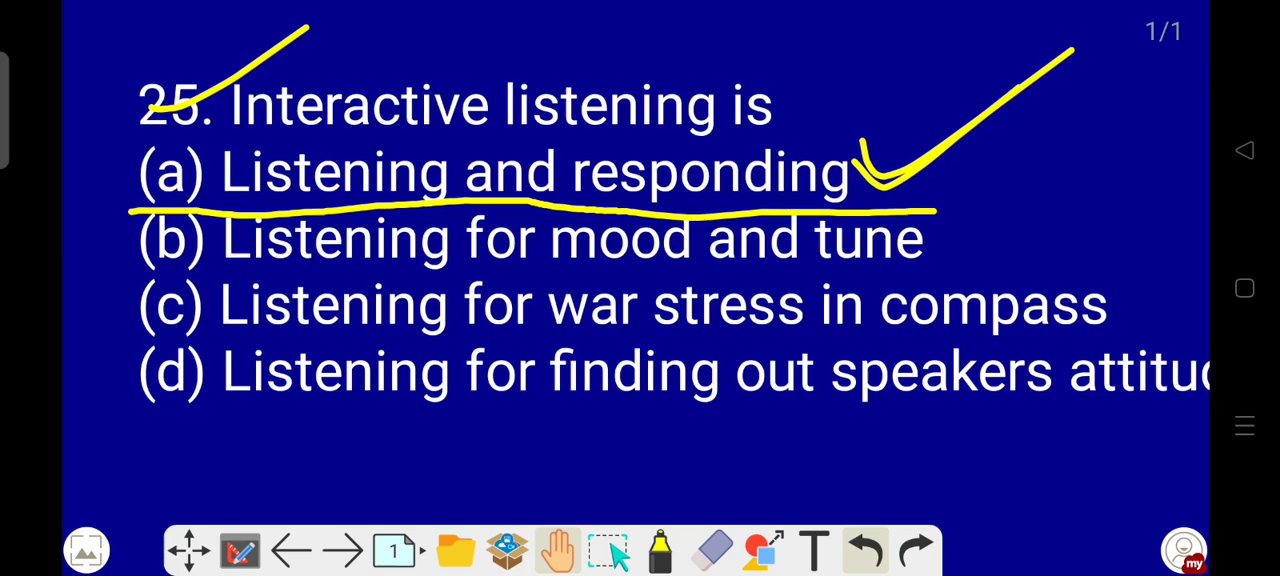 1/1
25. Interactive listening is
(a) Listening and responding
(b) Listening for mood and tune
(c) Listening for war stress in compass
(d) Listening for finding out speakers
1
T
my